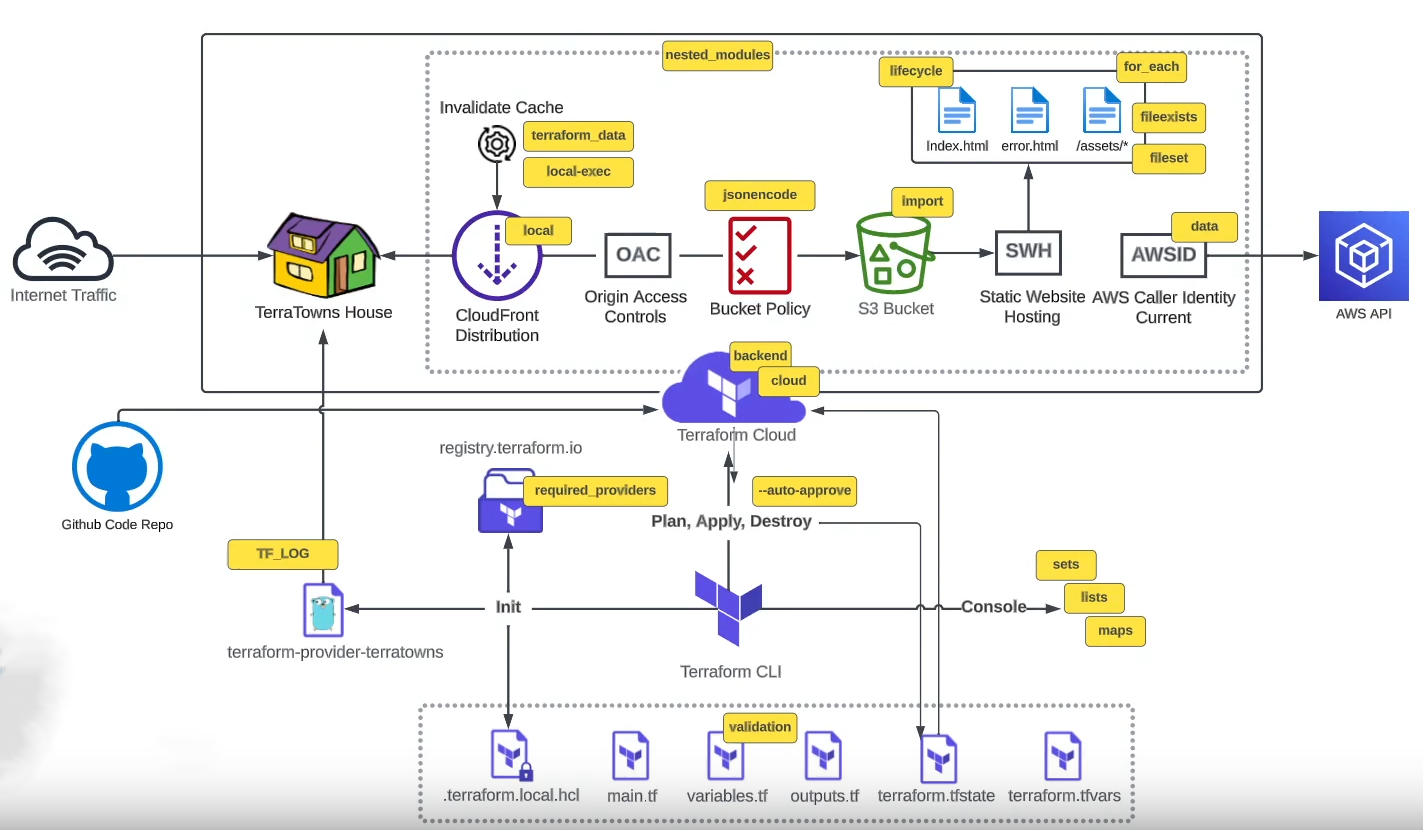 nested_modules
lifecycle
for_each
Invalidate Cache
terraform_data
local-exec
fileexists
fileset
Index.html
error.html
/assets/*
jsonencode
import
local
data
OAC
SWH
AWSID
Internet Traffic
TerraTowns House
CloudFront
Distribution
Origin Access
Controls
Bucket Policy
S3 Bucket
Static Website
Hosting
AWS Caller Identity
Current
AWS API
backend
cloud
Terraform Cloud
registry.terraform.io
required_providers
--auto-approve
Plan, Apply, Destroy
Github Code Repo
TF_LOG
sets
lists
maps
Init
Console
terraform-provider-terratowns
Terraform CLI
validation
.terraform.local.hcl
main.tf
variables.tf
outputs.tf
terraform.tfstate
terraform.tfvars